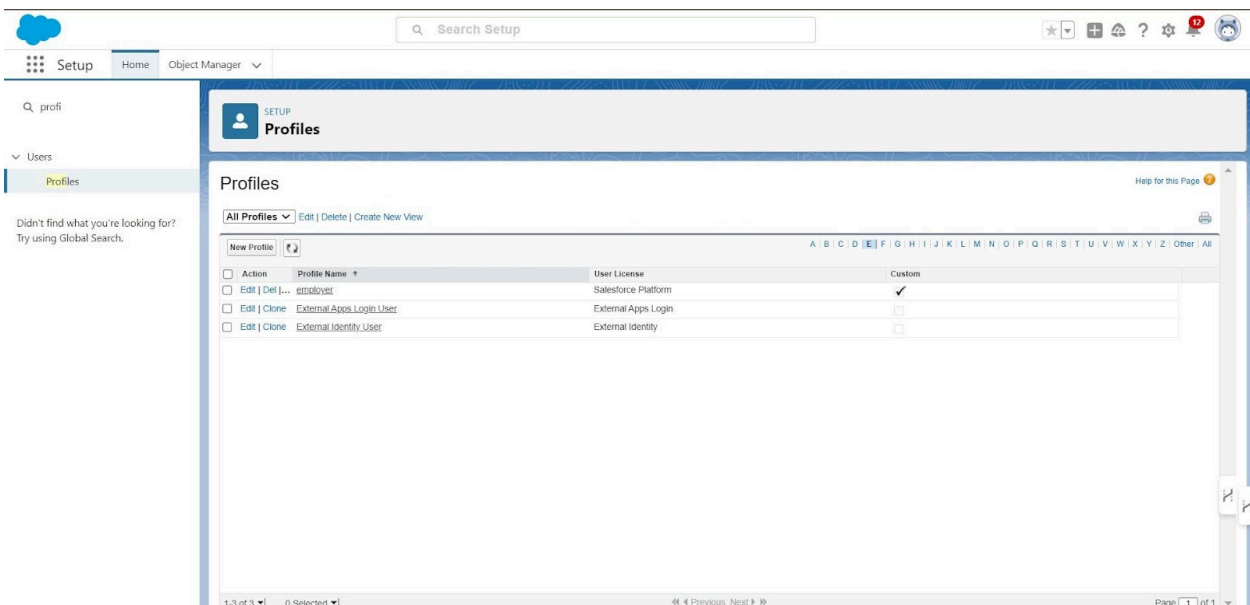 Search Setup
12
Setup Home Object Manager
profi
SETUP
Profiles
Users
Profiles
Didn't find what you're looking for?
Try using Global Search.
Profiles
Help for this Page
All Profiles Edit | Delete | Create New View
New Profile A | B | C | D | E | F | G | H | I | J | K | L | M | N | O | P | Q | R | S | T | U | V | W | X | Y | Z | Other | All
Action Profile Name User License Custom
Edit | Del |... employer Salesforce Platform
Edit | Clone External Apps Login User External Apps Login
Edit | Clone External Identity User External Identity
1-3 of 3 0 Selected Previous Next Page 1 of 1